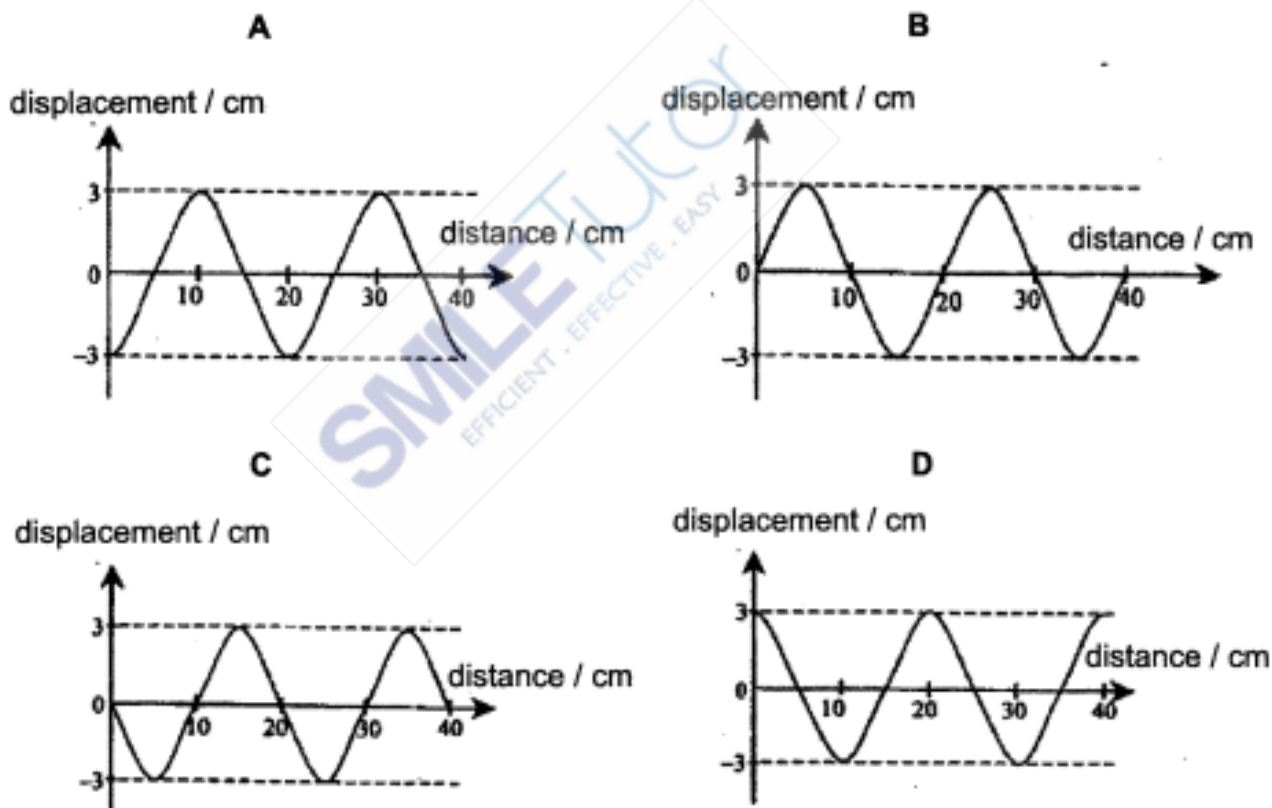 A
displacement / cm
3
0
-3
10
20
30
40
distance / cm
B
displacement / cm
3
0
-3
10
20
30
40
distance / cm
SMILE Tutor
EFFICIENT . EFFECTIVE . EASY
C
displacement / cm
3
0
-3
10
20
30
40
distance / cm
D
displacement / cm
3
0
-3
10
20
30
40
distance / cm